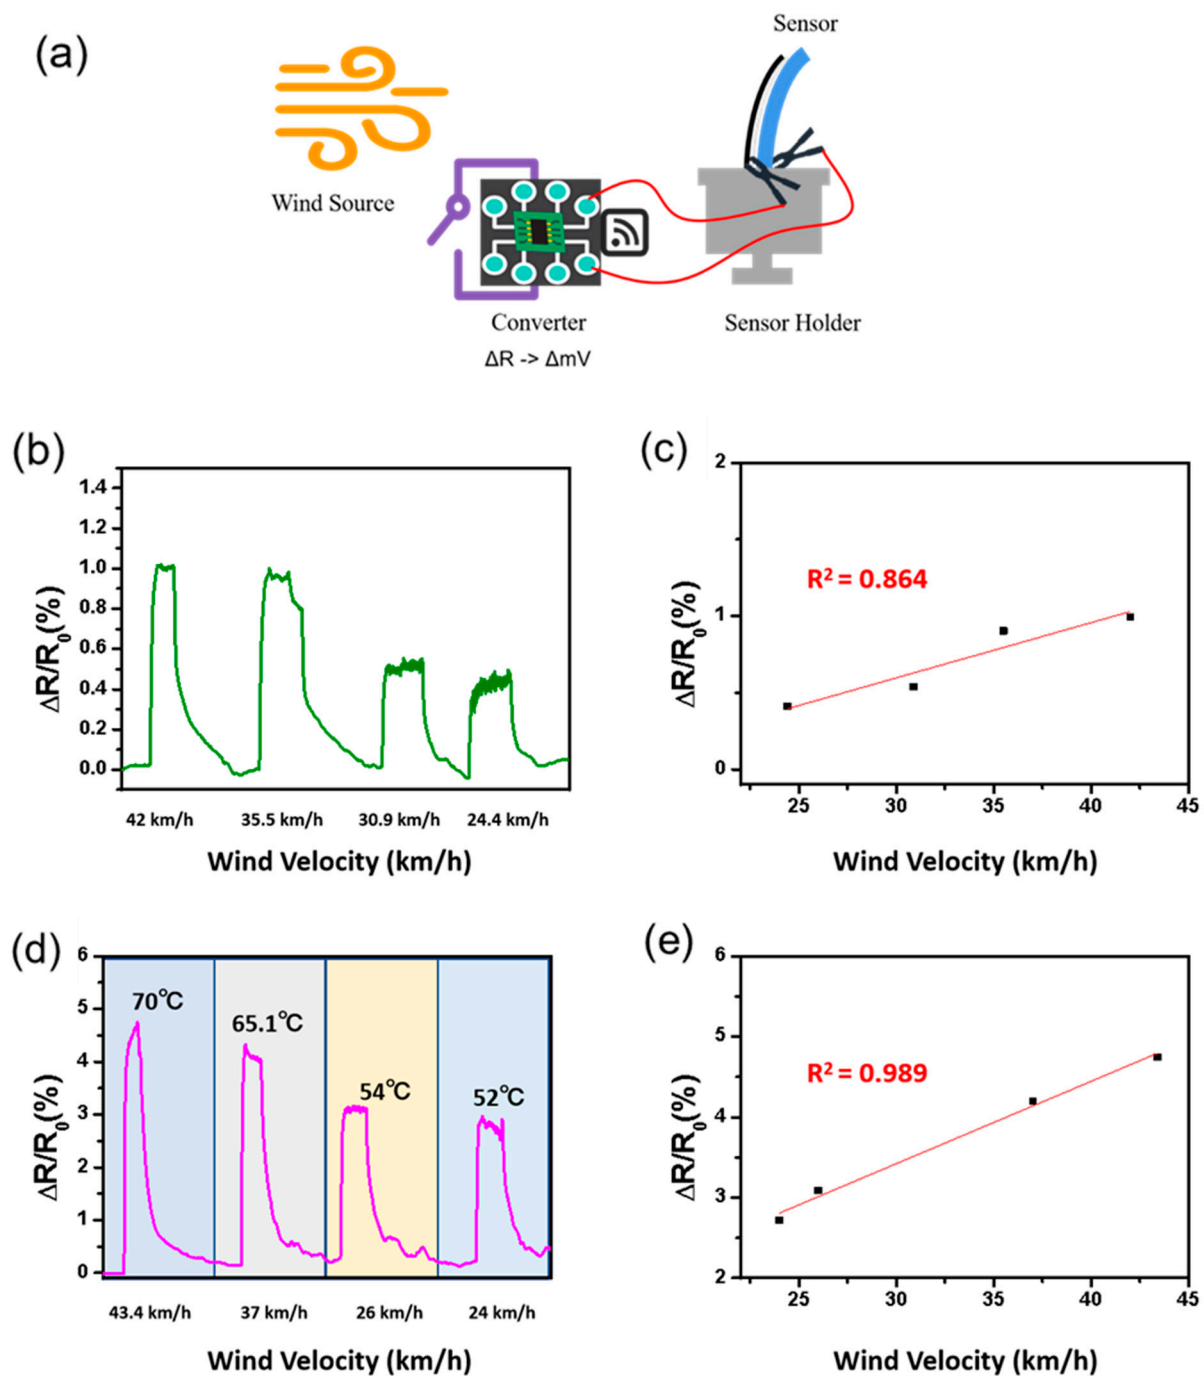 (a)
Sensor
Wind Source
Converter
ΔR -> ΔmV
Sensor Holder
(b)
ΔR/R0(%)
1.4
1.2
1.0
0.8
0.6
0.4
0.2
0.0
42 km/h 35.5 km/h 30.9 km/h 24.4 km/h
Wind Velocity (km/h)
(c)
ΔR/R0(%)
2
1
0
R² = 0.864
25 30 35 40 45
Wind Velocity (km/h)
(d)
ΔR/R0(%)
6
5
4
3
2
1
0
70℃
65.1℃
54℃
52℃
43.4 km/h 37 km/h 26 km/h 24 km/h
Wind Velocity (km/h)
(e)
ΔR/R0(%)
6
5
4
3
2
R² = 0.989
25 30 35 40 45
Wind Velocity (km/h)